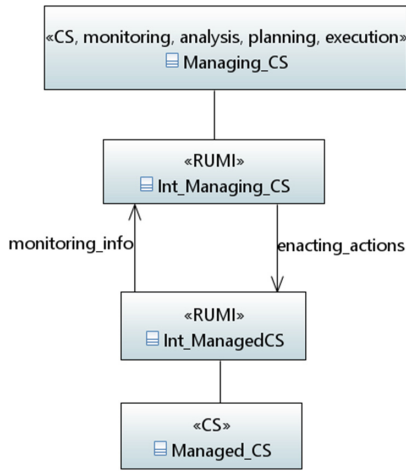 «CS, monitoring, analysis, planning, execution»
Managing_CS
«RUMI»
Int_Managing_CS
monitoring_info
enacting_actions
«RUMI»
Int_ManagedCS
«CS»
Managed_CS